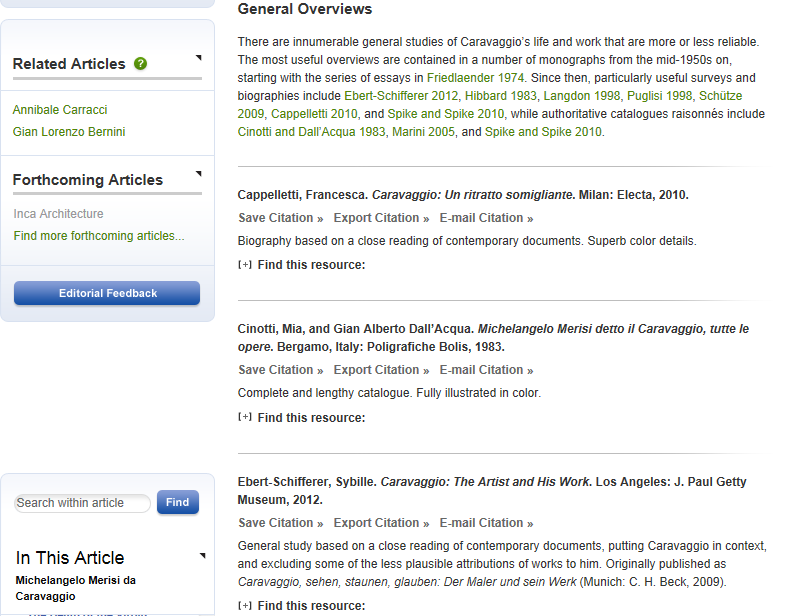 Related Articles ?
Annibale Carracci
Gian Lorenzo Bernini
Forthcoming Articles
Inca Architecture
Find more forthcoming articles...
Editorial Feedback
Search within article
Find
In This Article
Michelangelo Merisi da
Caravaggio
General Overviews
There are innumerable general studies of Caravaggio's life and work that are more or less reliable.
The most useful overviews are contained in a number of monographs from the mid-1950s on,
starting with the series of essays in Friedlaender 1974. Since then, particularly useful surveys and
biographies include Ebert-Schifferer 2012, Hibbard 1983, Langdon 1998, Puglisi 1998, Schütze
2009, Cappelletti 2010, and Spike and Spike 2010, while authoritative catalogues raisonnés include
Cinotti and Dall'Acqua 1983, Marini 2005, and Spike and Spike 2010.
Cappelletti, Francesca. Caravaggio: Un ritratto somigliante. Milan: Electa, 2010.
Save Citation » Export Citation » E-mail Citation »
Biography based on a close reading of contemporary documents. Superb color details.
[+] Find this resource:
Cinotti, Mia, and Gian Alberto Dall'Acqua. Michelangelo Merisi detto il Caravaggio, tutte le
opere. Bergamo, Italy: Poligrafiche Bolis, 1983.
Save Citation » Export Citation » E-mail Citation »
Complete and lengthy catalogue. Fully illustrated in color.
[+] Find this resource:
Ebert-Schifferer, Sybille. Caravaggio: The Artist and His Work. Los Angeles: J. Paul Getty
Museum, 2012.
Save Citation » Export Citation » E-mail Citation »
General study based on a close reading of contemporary documents, putting Caravaggio in context,
and excluding some of the less plausible attributions of works to him. Originally published as
Caravaggio, sehen, staunen, glauben: Der Maler und sein Werk (Munich: C. H. Beck, 2009).
[+] Find this resource: